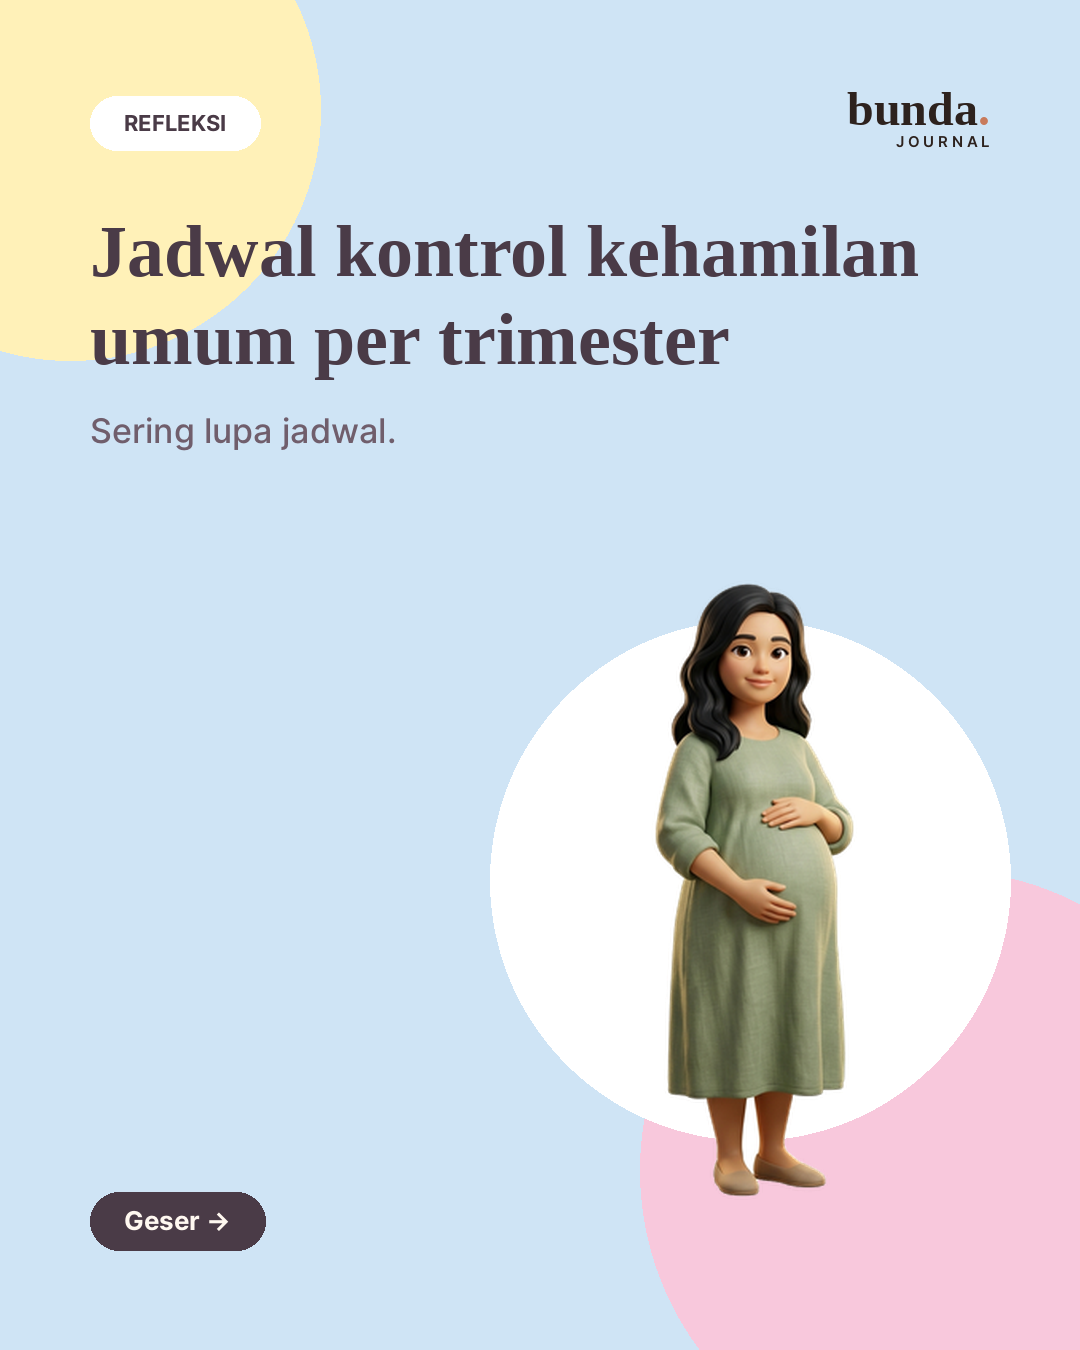 REFLEKSI
bunda.
JOURNAL
Jadwal kontrol kehamilan
umum per trimester
Sering lupa jadwal.
Geser →